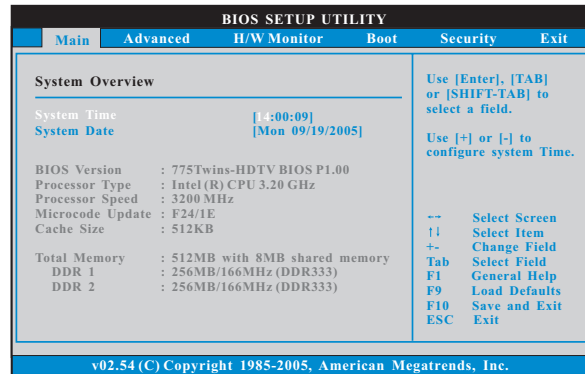 BIOS SETUP UTILITY
Main Advanced H/W Monitor Boot Security Exit
System Overview
System Time [14:00:09]
System Date [Mon 09/19/2005]
BIOS Version : 775Twins-HDTV BIOS P1.00
Processor Type : Intel (R) CPU 3.20 GHz
Processor Speed : 3200 MHz
Microcode Update : F24/1E
Cache Size : 512KB
Total Memory : 512MB with 8MB shared memory
DDR 1 : 256MB/166MHz (DDR333)
DDR 2 : 256MB/166MHz (DDR333)
Use [Enter], [TAB]
or [SHIFT-TAB] to
select a field.
Use [+] or [-] to
configure system Time.
←→ Select Screen
↑↓ Select Item
+- Change Field
Tab Select Field
F1 General Help
F9 Load Defaults
F10 Save and Exit
ESC Exit
v02.54 (C) Copyright 1985-2005, American Megatrends, Inc.